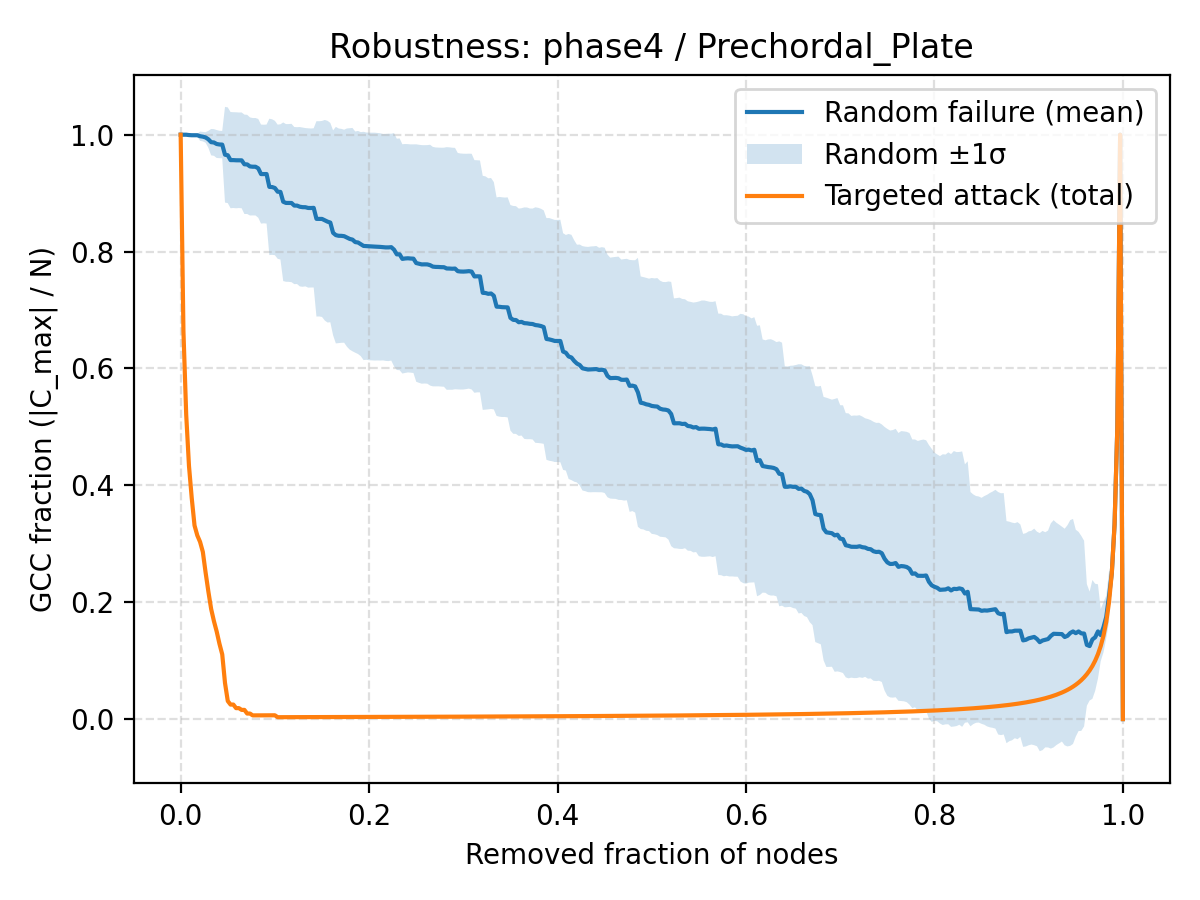 Robustness: phase4 / Prechordal_Plate
Random failure (mean)
Random ±1σ
Targeted attack (total)
GCC fraction (|C_max| / N)
1.0
0.8
0.6
0.4
0.2
0.0
0.0 0.2 0.4 0.6 0.8 1.0
Removed fraction of nodes